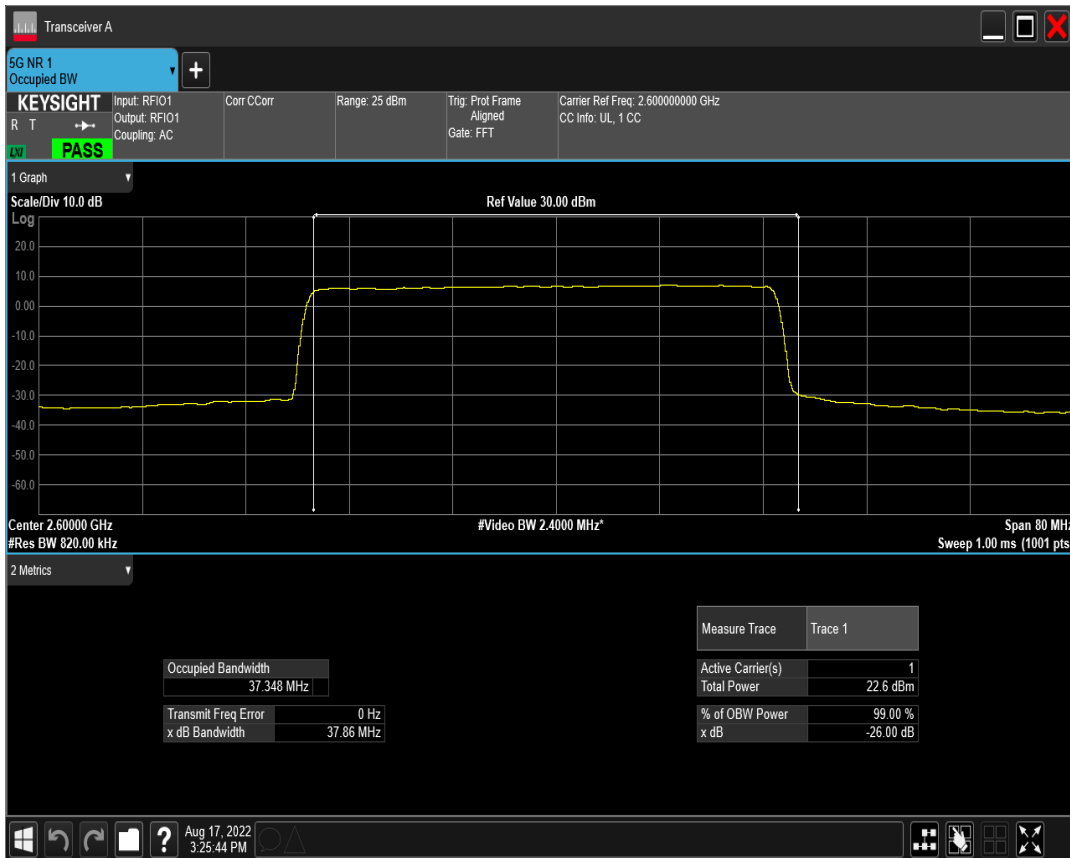 Transceiver A
5G NR 1
Occupied BW
+
KEYSIGHT
R T
LXI
PASS
Input: RFIO1
Output: RFIO1
Coupling: AC
Corr CCorr
Range: 25 dBm
Trig: Prot Frame
Aligned
Gate: FFT
Carrier Ref Freq: 2.600000000 GHz
CC Info: UL, 1 CC
1 Graph
Scale/Div 10.0 dB
Ref Value 30.00 dBm
Log
20.0
10.0
0.00
-10.0
-20.0
-30.0
-40.0
-50.0
-60.0
Center 2.60000 GHz
#Video BW 2.4000 MHz*
Span 80 MHz
#Res BW 820.00 kHz
Sweep 1.00 ms (1001 pts
2 Metrics
Measure Trace Trace 1
Occupied Bandwidth
37.348 MHz
Active Carrier(s) 1
Total Power 22.6 dBm
Transmit Freq Error 0 Hz
x dB Bandwidth 37.86 MHz
% of OBW Power 99.00 %
x dB -26.00 dB
?
Aug 17, 2022
3:25:44 PM